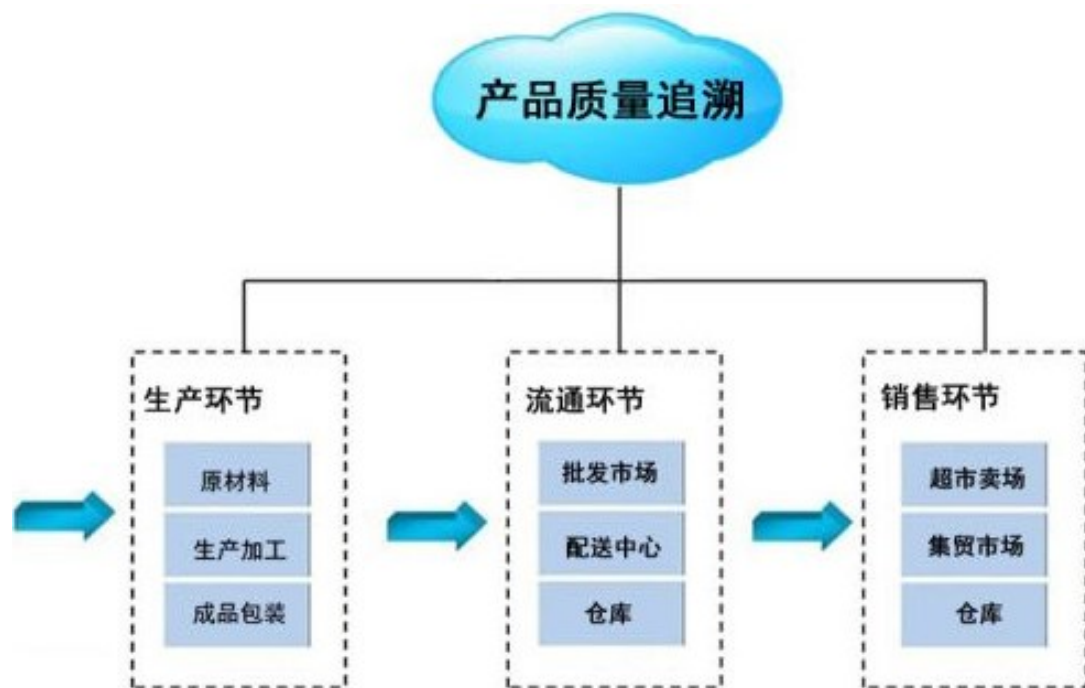 产品质量追溯
生产环节
原材料
生产加工
成品包装
流通环节
批发市场
配送中心
仓库
销售环节
超市卖场
集贸市场
仓库